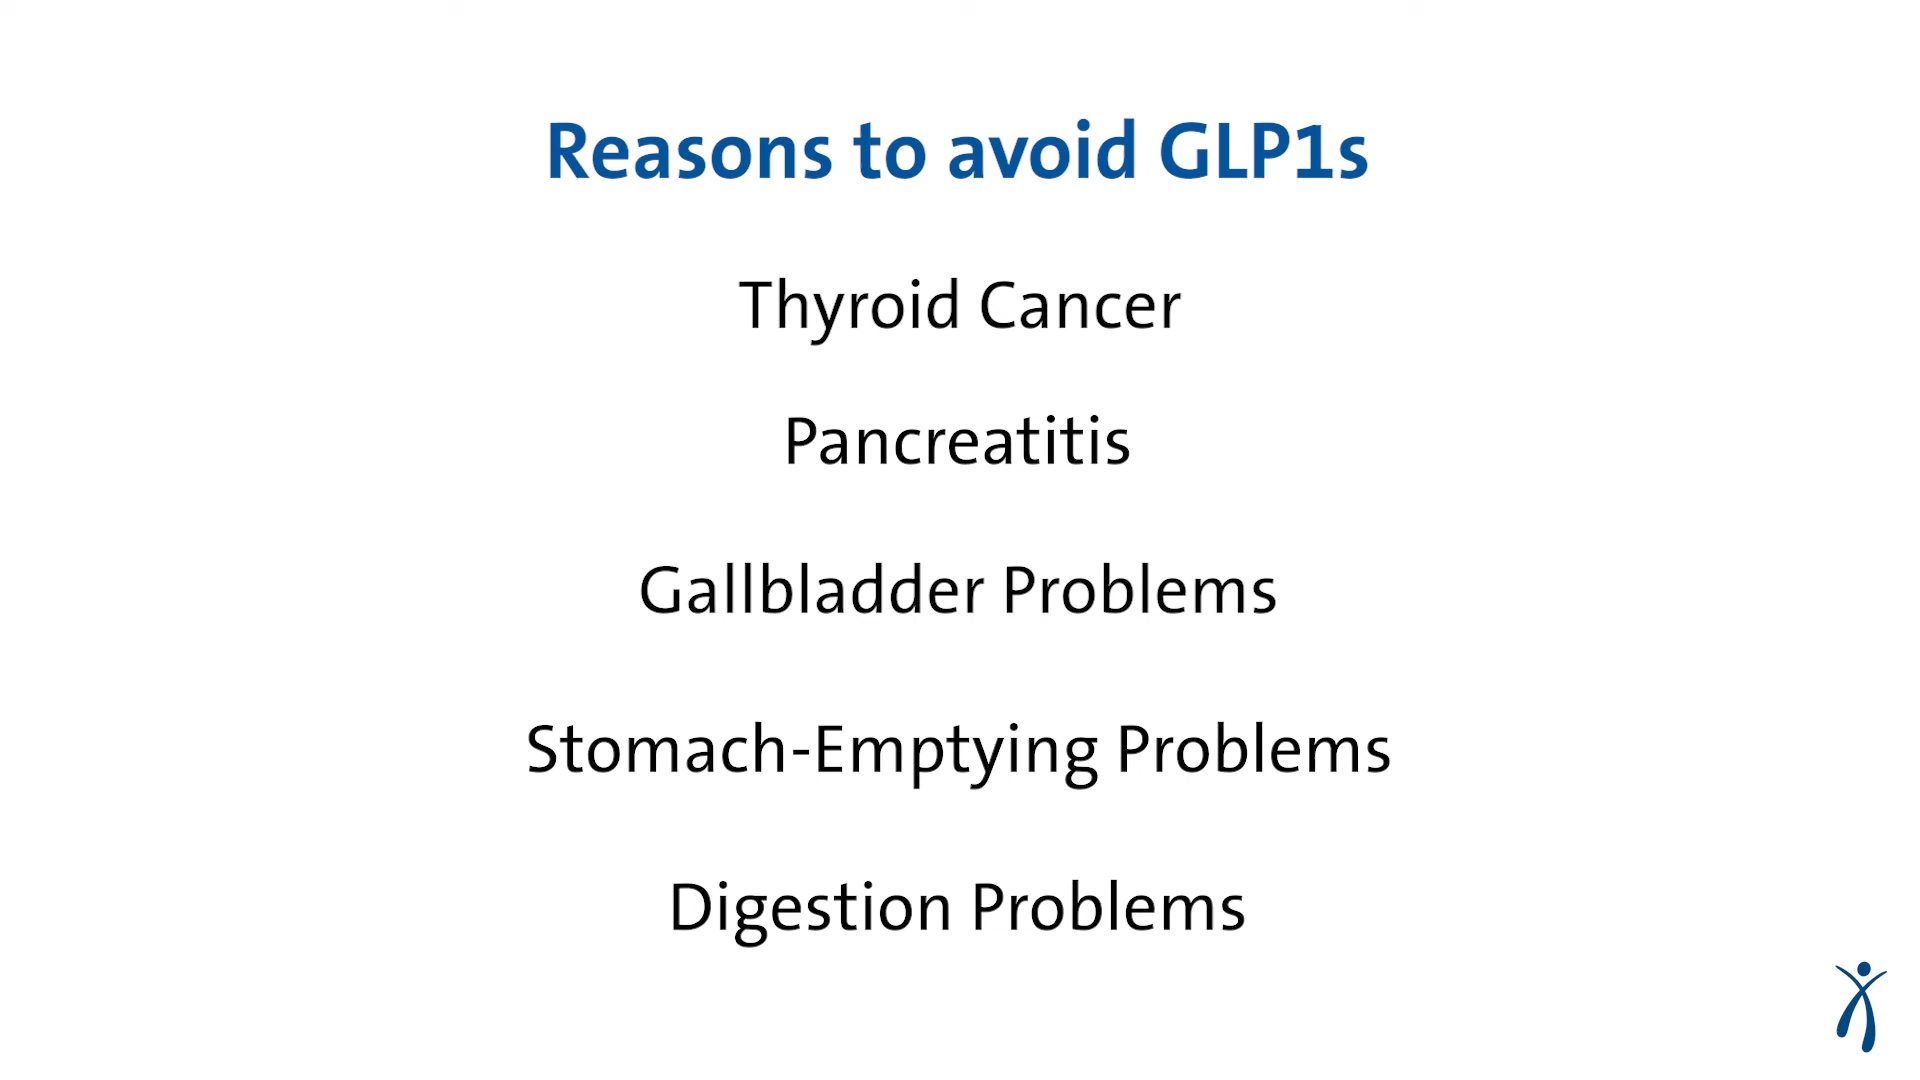 Reasons to avoid GLP1s
Thyroid Cancer
Pancreatitis
Gallbladder Problems
Stomach-Emptying Problems
Digestion Problems